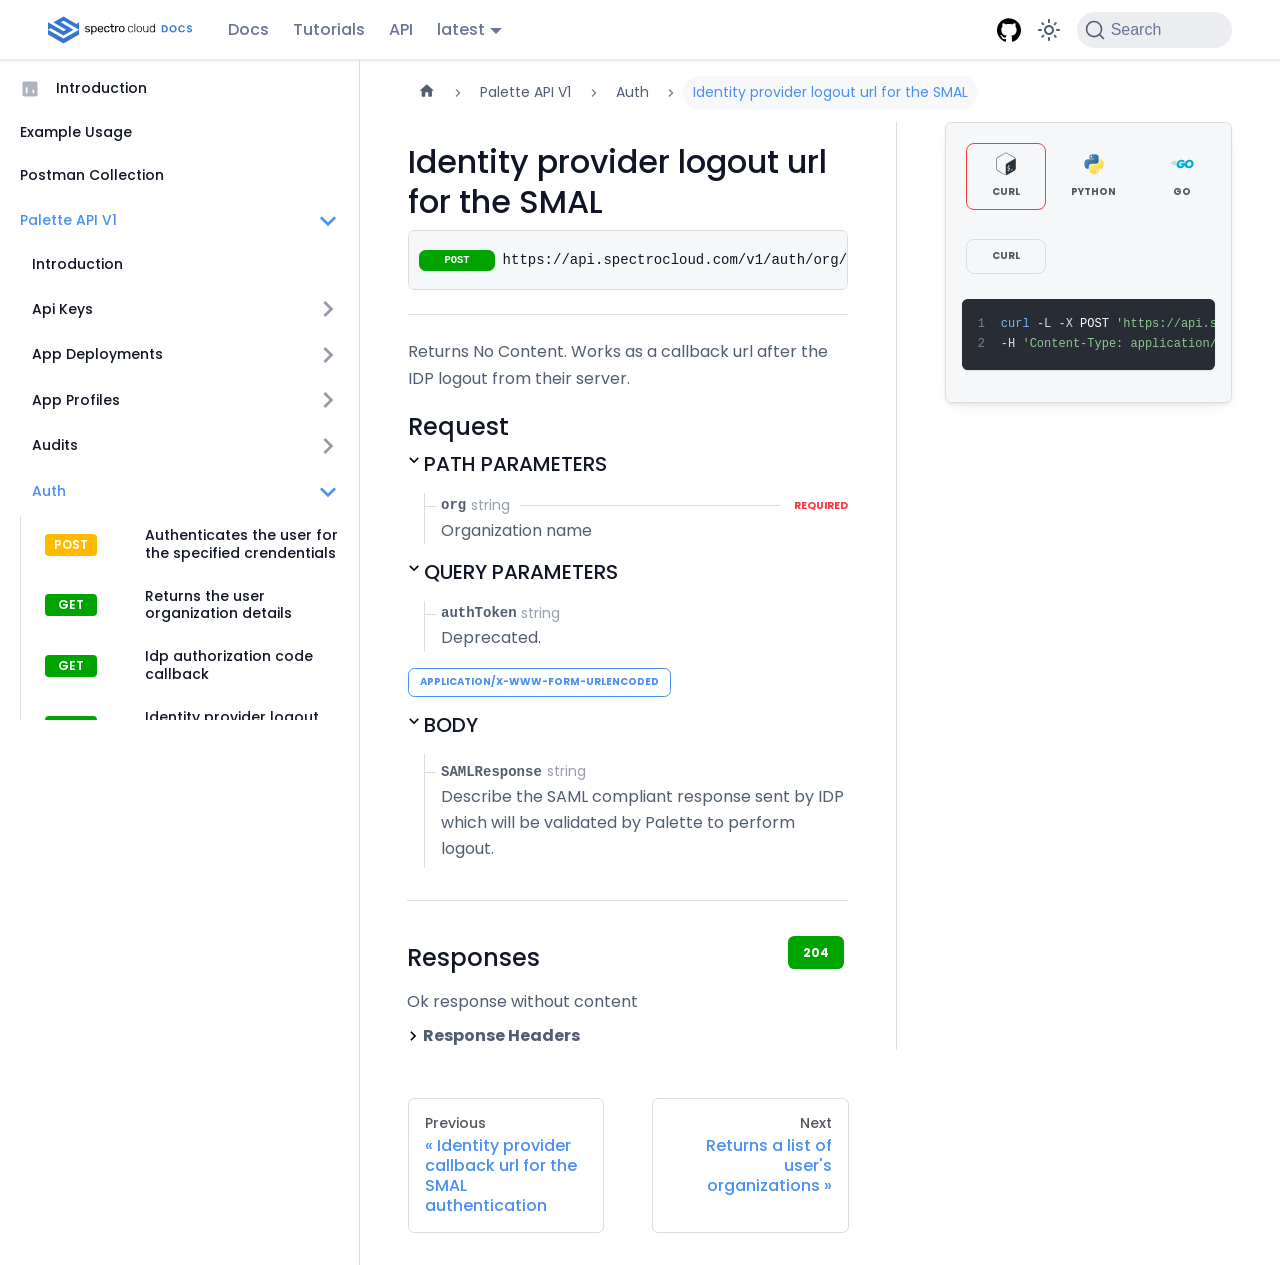 spectro cloud DOCS
Docs
Tutorials
API
latest
Search
Introduction
Example Usage
Postman Collection
Palette API V1
Introduction
Api Keys
App Deployments
App Profiles
Audits
Auth
POST
Authenticates the user for
the specified crendentials
GET
Returns the user
organization details
GET
Idp authorization code
callback
Identity provider logout
Palette API V1
Auth
Identity provider logout url for the SMAL
Identity provider logout url
for the SMAL
POST https://api.spectrocloud.com/v1/auth/org/
Returns No Content. Works as a callback url after the
IDP logout from their server.
Request
PATH PARAMETERS
org string REQUIRED
Organization name
QUERY PARAMETERS
authToken string
Deprecated.
APPLICATION/X-WWW-FORM-URLENCODED
BODY
SAMLResponse string
Describe the SAML compliant response sent by IDP
which will be validated by Palette to perform
logout.
Responses
204
Ok response without content
Response Headers
Previous
« Identity provider
callback url for the
SMAL
authentication
Next
Returns a list of
user's
organizations »
CURL
PYTHON
GO
CURL
1 curl -L -X POST 'https://api.s
2 -H 'Content-Type: application/